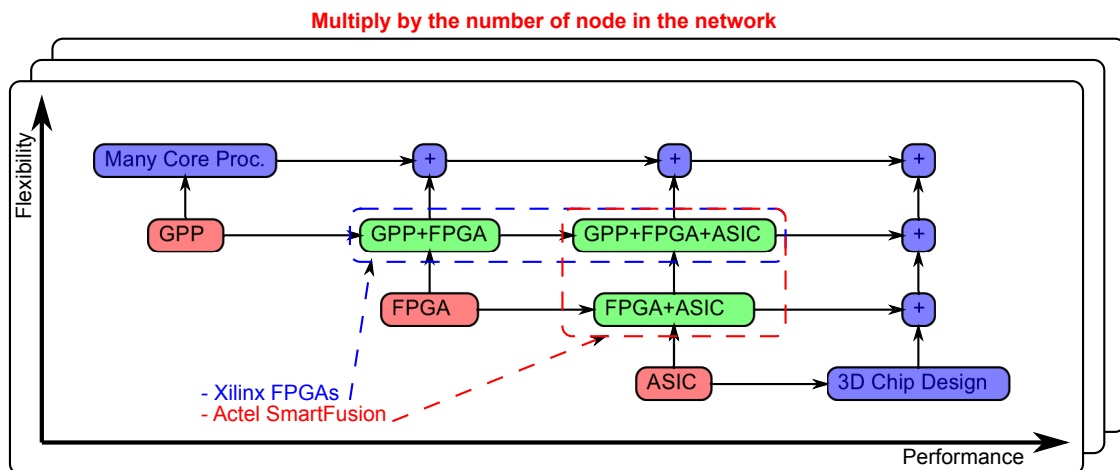 Multiply by the number of node in the network
Flexibility
Many Core Proc.
+
+
+
GPP
GPP+FPGA
GPP+FPGA+ASIC
+
FPGA
FPGA+ASIC
+
ASIC
3D Chip Design
- Xilinx FPGAs
- Actel SmartFusion
Performance